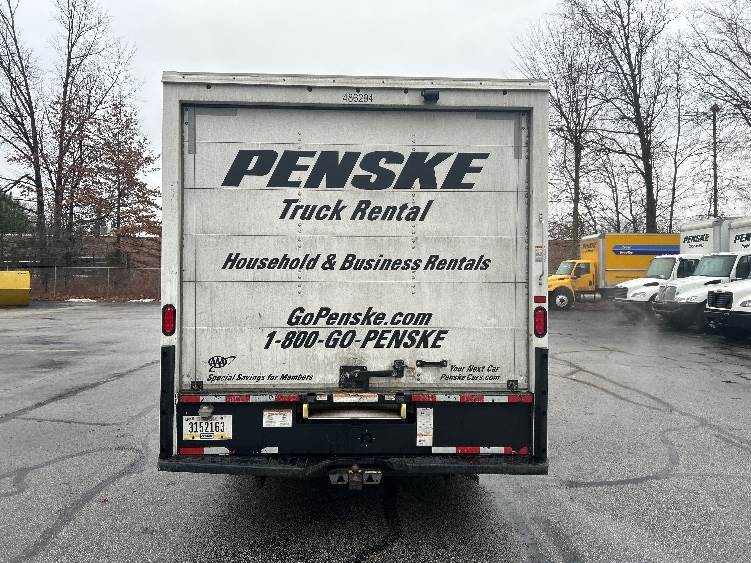 486294
PENSKE
Truck Rental
Household & Business Rentals
GoPenske.com
1-800-GO-PENSKE
AAA
Special Savings for Members
Your Next Car
PenskeCars.com
3152163
PENSKE
PENSKE